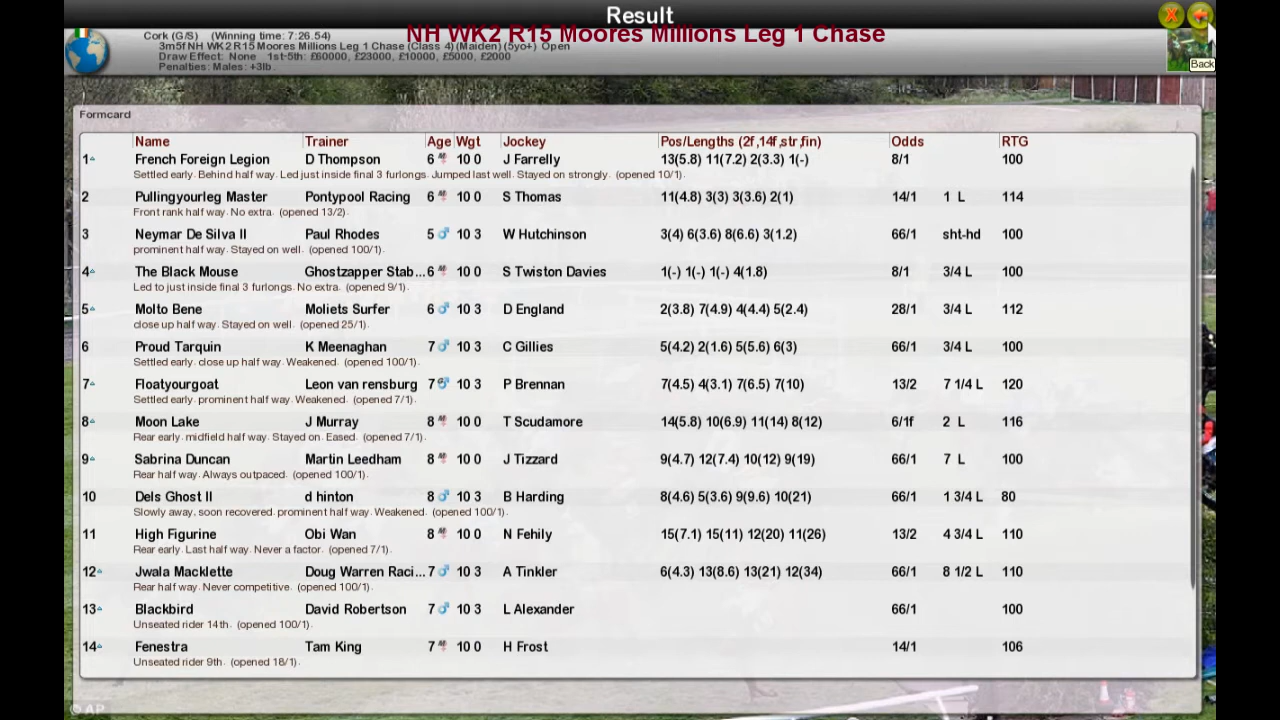 Result
NH WK2 R15 Moores Millions Leg 1 Chase
Cork (G/S) (Winning time: 7:26.54)
3m5f NH WK2 R15 Moores Millions Leg 1 Chase (Class 4) (Maiden) (5yo+) Open
Draw Effect: None 1st-5th: £60000, £23000, £10000, £5000, £2000
Penalties: Males: +3lb.
Back
Formcard
Name Trainer Age Wgt Jockey Pos/Lengths (2f,14f,str,fin) Odds RTG
1 French Foreign Legion D Thompson 6 10 0 J Farrelly 13(5.8) 11(7.2) 2(3.3) 1(-) 8/1 100
Settled early. Behind half way. Led just inside final 3 furlongs. Jumped last well. Stayed on strongly. (opened 10/1).
2 Pullingyourleg Master Pontypool Racing 6 10 0 S Thomas 11(4.8) 3(3) 3(3.6) 2(1) 14/1 1 L 114
Front rank half way. No extra. (opened 13/2).
3 Neymar De Silva II Paul Rhodes 5 10 3 W Hutchinson 3(4) 6(3.6) 8(6.6) 3(1.2) 66/1 sht-hd 100
prominent half way. Stayed on well. (opened 100/1).
4 The Black Mouse Ghostzapper Stab... 6 10 0 S Twiston Davies 1(-) 1(-) 1(-) 4(1.8) 8/1 3/4 L 100
Led to just inside final 3 furlongs. No extra. (opened 9/1).
5 Molto Bene Moliets Surfer 6 10 3 D England 2(3.8) 7(4.9) 4(4.4) 5(2.4) 28/1 3/4 L 112
close up half way. Stayed on well. (opened 25/1).
6 Proud Tarquin K Meenaghan 7 10 3 C Gillies 5(4.2) 2(1.6) 5(5.6) 6(3) 66/1 3/4 L 100
Settled early. close up half way. Weakened. (opened 100/1).
7 Floatyourgoat Leon van rensburg 7 10 3 P Brennan 7(4.5) 4(3.1) 7(6.5) 7(10) 13/2 7 1/4 L 120
Settled early. prominent half way. Weakened. (opened 7/1).
8 Moon Lake J Murray 8 10 0 T Scudamore 14(5.8) 10(6.9) 11(14) 8(12) 6/1f 2 L 116
Rear early. midfield half way. Stayed on. Eased. (opened 7/1).
9 Sabrina Duncan Martin Leedham 8 10 0 J Tizzard 9(4.7) 12(7.4) 10(12) 9(19) 66/1 7 L 100
Rear half way. Always outpaced. (opened 100/1).
10 Dels Ghost II d hinton 8 10 3 B Harding 8(4.6) 5(3.6) 9(9.6) 10(21) 66/1 1 3/4 L 80
Slowly away, soon recovered. prominent half way. Weakened. (opened 100/1).
11 High Figurine Obi Wan 8 10 0 N Fehily 15(7.1) 15(11) 12(20) 11(26) 13/2 4 3/4 L 110
Rear early. Last half way. Never a factor. (opened 7/1).
12 Jwala Macklette Doug Warren Raci... 7 10 3 A Tinkler 6(4.3) 13(8.6) 13(21) 12(34) 66/1 8 1/2 L 110
Rear half way. Never competitive. (opened 100/1).
13 Blackbird David Robertson 7 10 3 L Alexander 66/1 100
Unseated rider 14th. (opened 100/1).
14 Fenestra Tam King 7 10 0 H Frost 14/1 106
Unseated rider 9th. (opened 18/1).
© AP